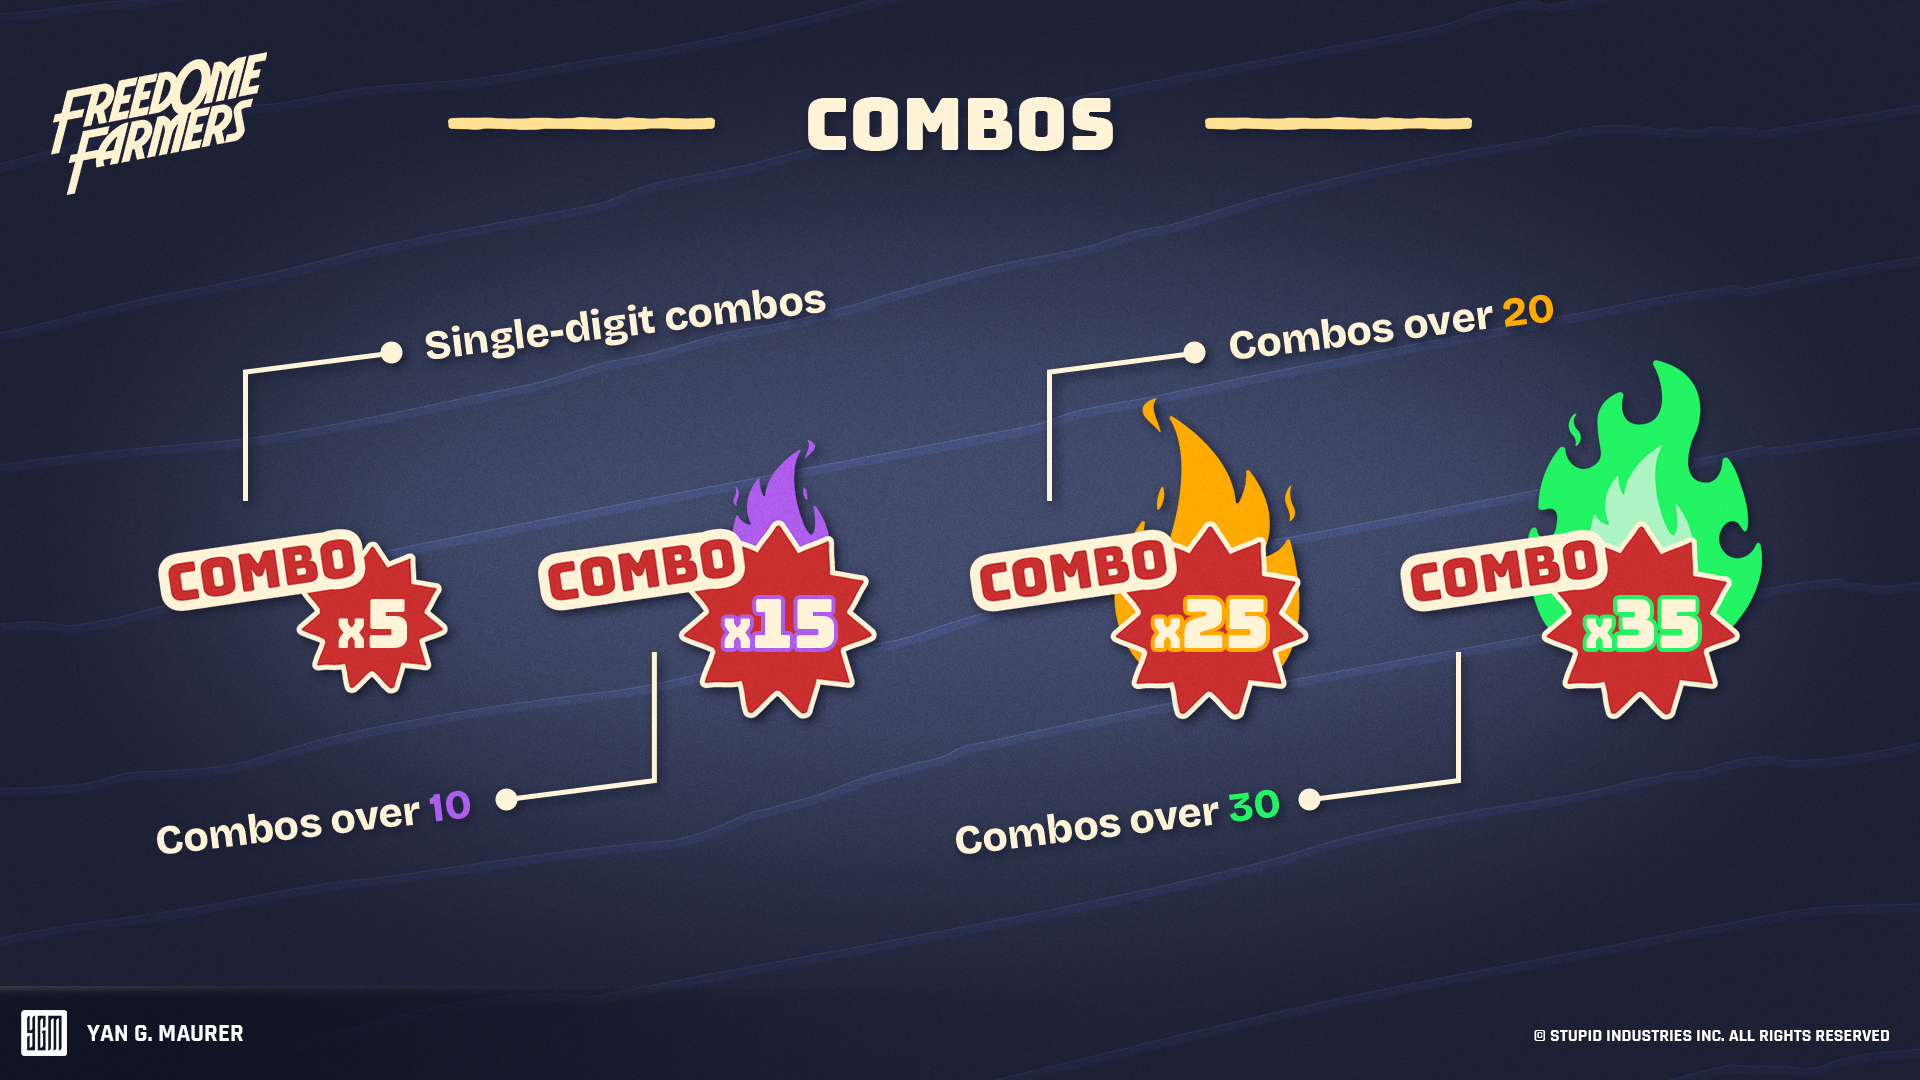 FREEDOME
FARMERS
COMBOS
Single-digit combos
Combos over 20
COMBO
x5
COMBO
x15
COMBO
x25
COMBO
x35
Combos over 10
Combos over 30
YGM
YAN G. MAURER
© STUPID INDUSTRIES INC. ALL RIGHTS RESERVED